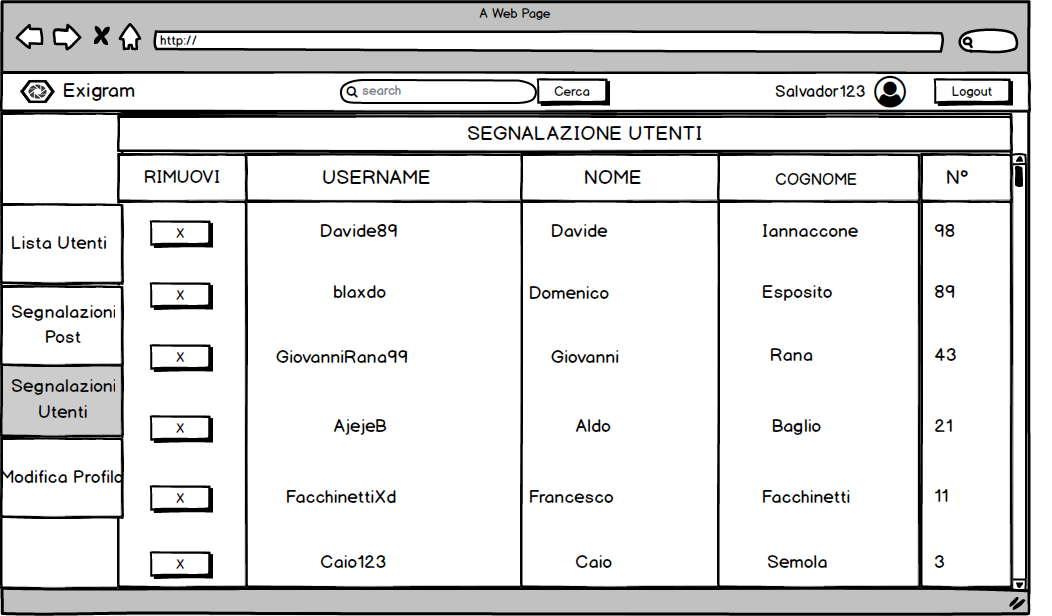 A Web Page
http://
Exigram
search
Cerca
Salvador123
Logout
SEGNALAZIONE UTENTI
RIMUOVI USERNAME NOME COGNOME N°
Lista Utenti
Segnalazioni
Post
Segnalazioni
Utenti
Modifica Profilo
X Davide89 Davide Iannaccone 98
X blaxdo Domenico Esposito 89
X GiovanniRana99 Giovanni Rana 43
X AjejeB Aldo Baglio 21
X FacchinettiXd Francesco Facchinetti 11
X Caio123 Caio Semola 3